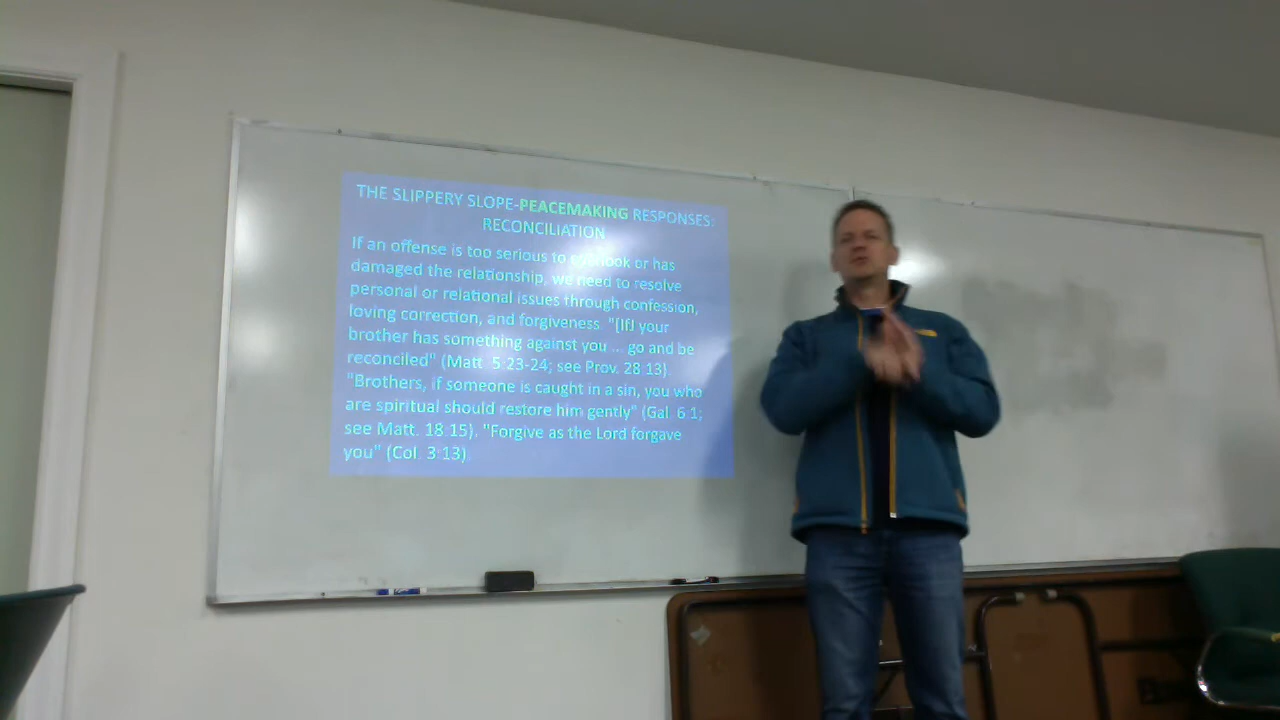 THE SLIPPERY SLOPE-PEACEMAKING RESPONSES:
RECONCILIATION
If an offense is too serious to overlook or has
damaged the relationship, we need to resolve
personal or relational issues through confession,
loving correction, and forgiveness. "[If] your
brother has something against you ... go and be
reconciled" (Matt. 5:23-24; see Prov. 28:13).
"Brothers, if someone is caught in a sin, you who
are spiritual should restore him gently" (Gal. 6:1;
see Matt. 18:15). "Forgive as the Lord forgave
you" (Col. 3:13).